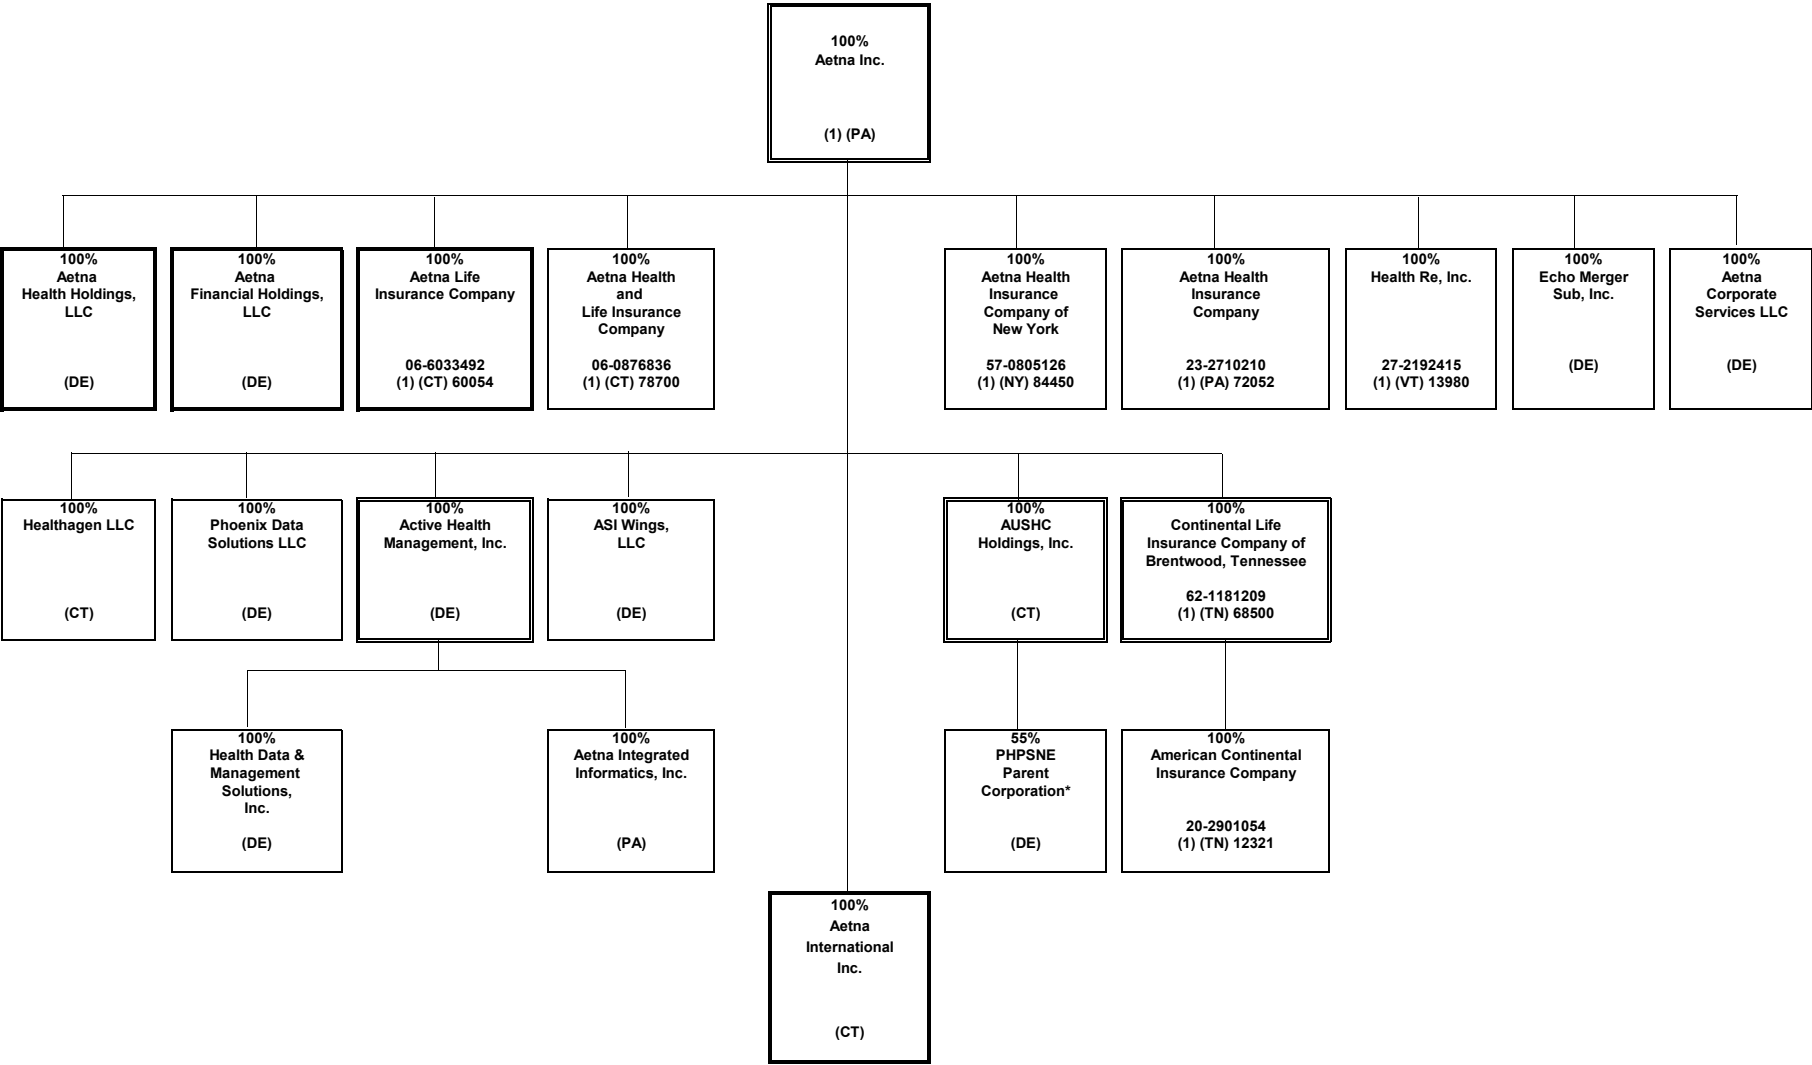 100%
Aetna Inc.
(1) (PA)
100%
Aetna
Health Holdings,
LLC
(DE)
100%
Aetna
Financial Holdings,
LLC
(DE)
100%
Aetna Life
Insurance Company
06-6033492
(1) (CT) 60054
100%
Aetna Health
and
Life Insurance
Company
06-0876836
(1) (CT) 78700
100%
Aetna Health
Insurance
Company of
New York
57-0805126
(1) (NY) 84450
100%
Aetna Health
Insurance
Company
23-2710210
(1) (PA) 72052
100%
Health Re, Inc.
27-2192415
(1) (VT) 13980
100%
Echo Merger
Sub, Inc.
(DE)
100%
Aetna
Corporate
Services LLC
(DE)
100%
Healthagen LLC
(CT)
100%
Phoenix Data
Solutions LLC
(DE)
100%
Active Health
Management, Inc.
(DE)
100%
ASI Wings,
LLC
(DE)
100%
AUSHC
Holdings, Inc.
(CT)
100%
Continental Life
Insurance Company of
Brentwood, Tennessee
62-1181209
(1) (TN) 68500
100%
Health Data &
Management
Solutions,
Inc.
(DE)
100%
Aetna Integrated
Informatics, Inc.
(PA)
55%
PHPSNE
Parent
Corporation*
(DE)
100%
American Continental
Insurance Company
20-2901054
(1) (TN) 12321
100%
Aetna
International
Inc.
(CT)